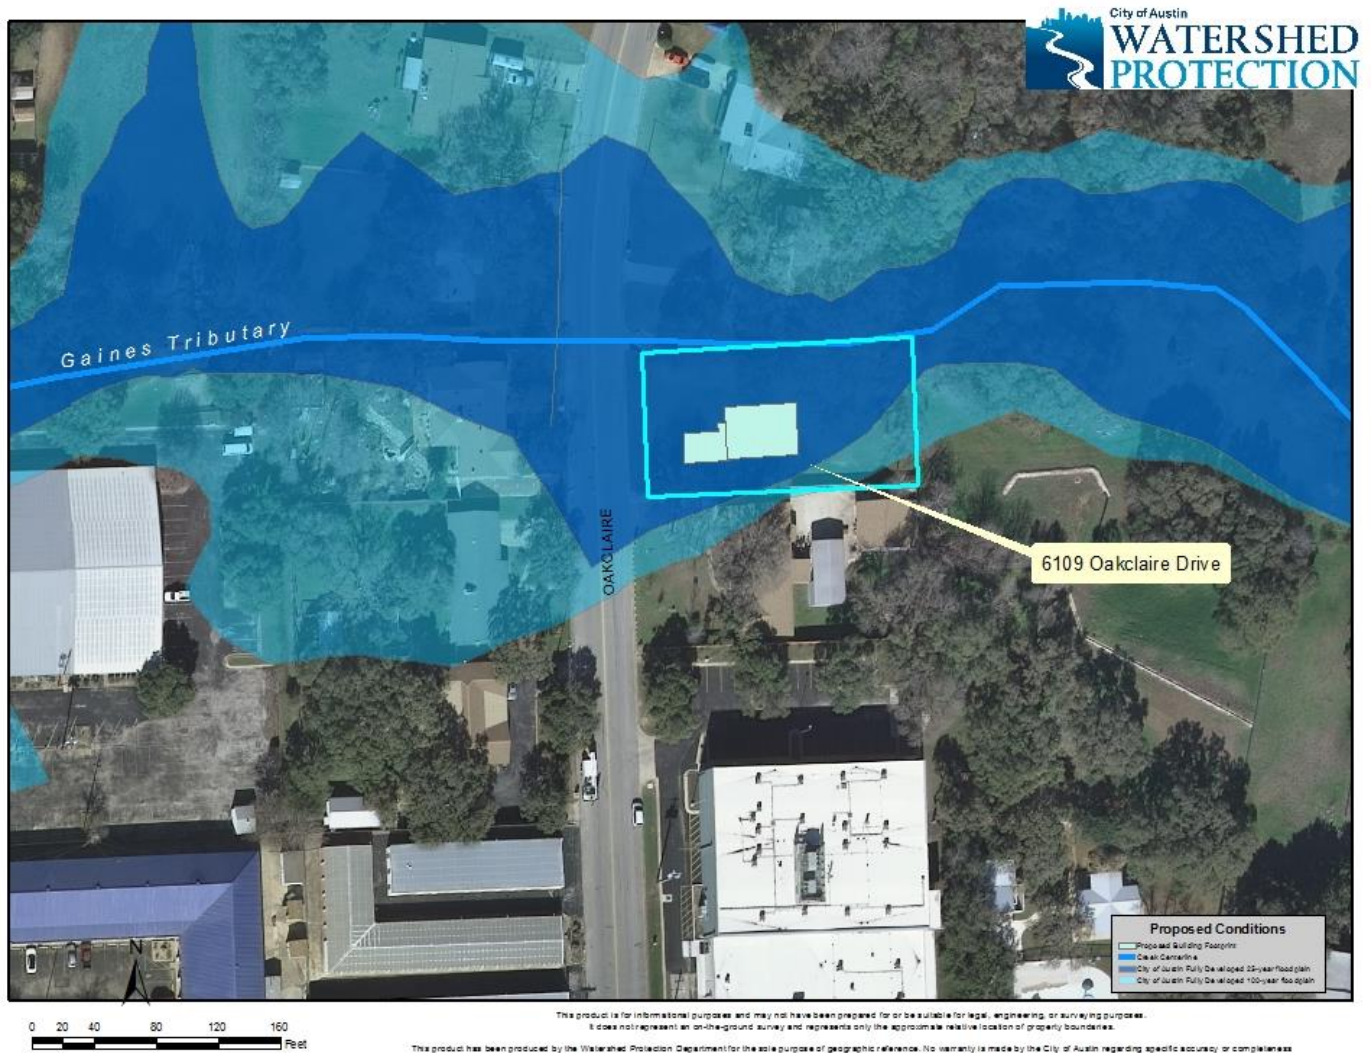 City of Austin
WATERSHED
PROTECTION
Gaines Tributary
OAKCLAIRE
6109 Oakclaire Drive
Proposed Conditions
Proposed Building Footprint
Creek Centerline
City of Austin Fully Developed 25-year floodplain
City of Austin Fully Developed 100-year floodplain
N
0 20 40 80 120 160
Feet
This product is for informational purposes and may not have been prepared for or be suitable for legal, engineering, or surveying purposes.
It does not represent an on-the-ground survey and represents only the approximate relative location of property boundaries.
This product has been produced by the Watershed Protection Department for the sole purpose of geographic reference. No warranty is made by the City of Austin regarding specific accuracy or completeness